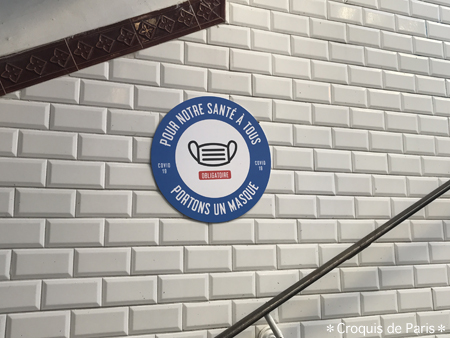 POUR NOTRE SANTÉ À TOUS
COVID
19
COVID
19
OBLIGATOIRE
PORTONS UN MASQUE
＊Croquis de Paris＊